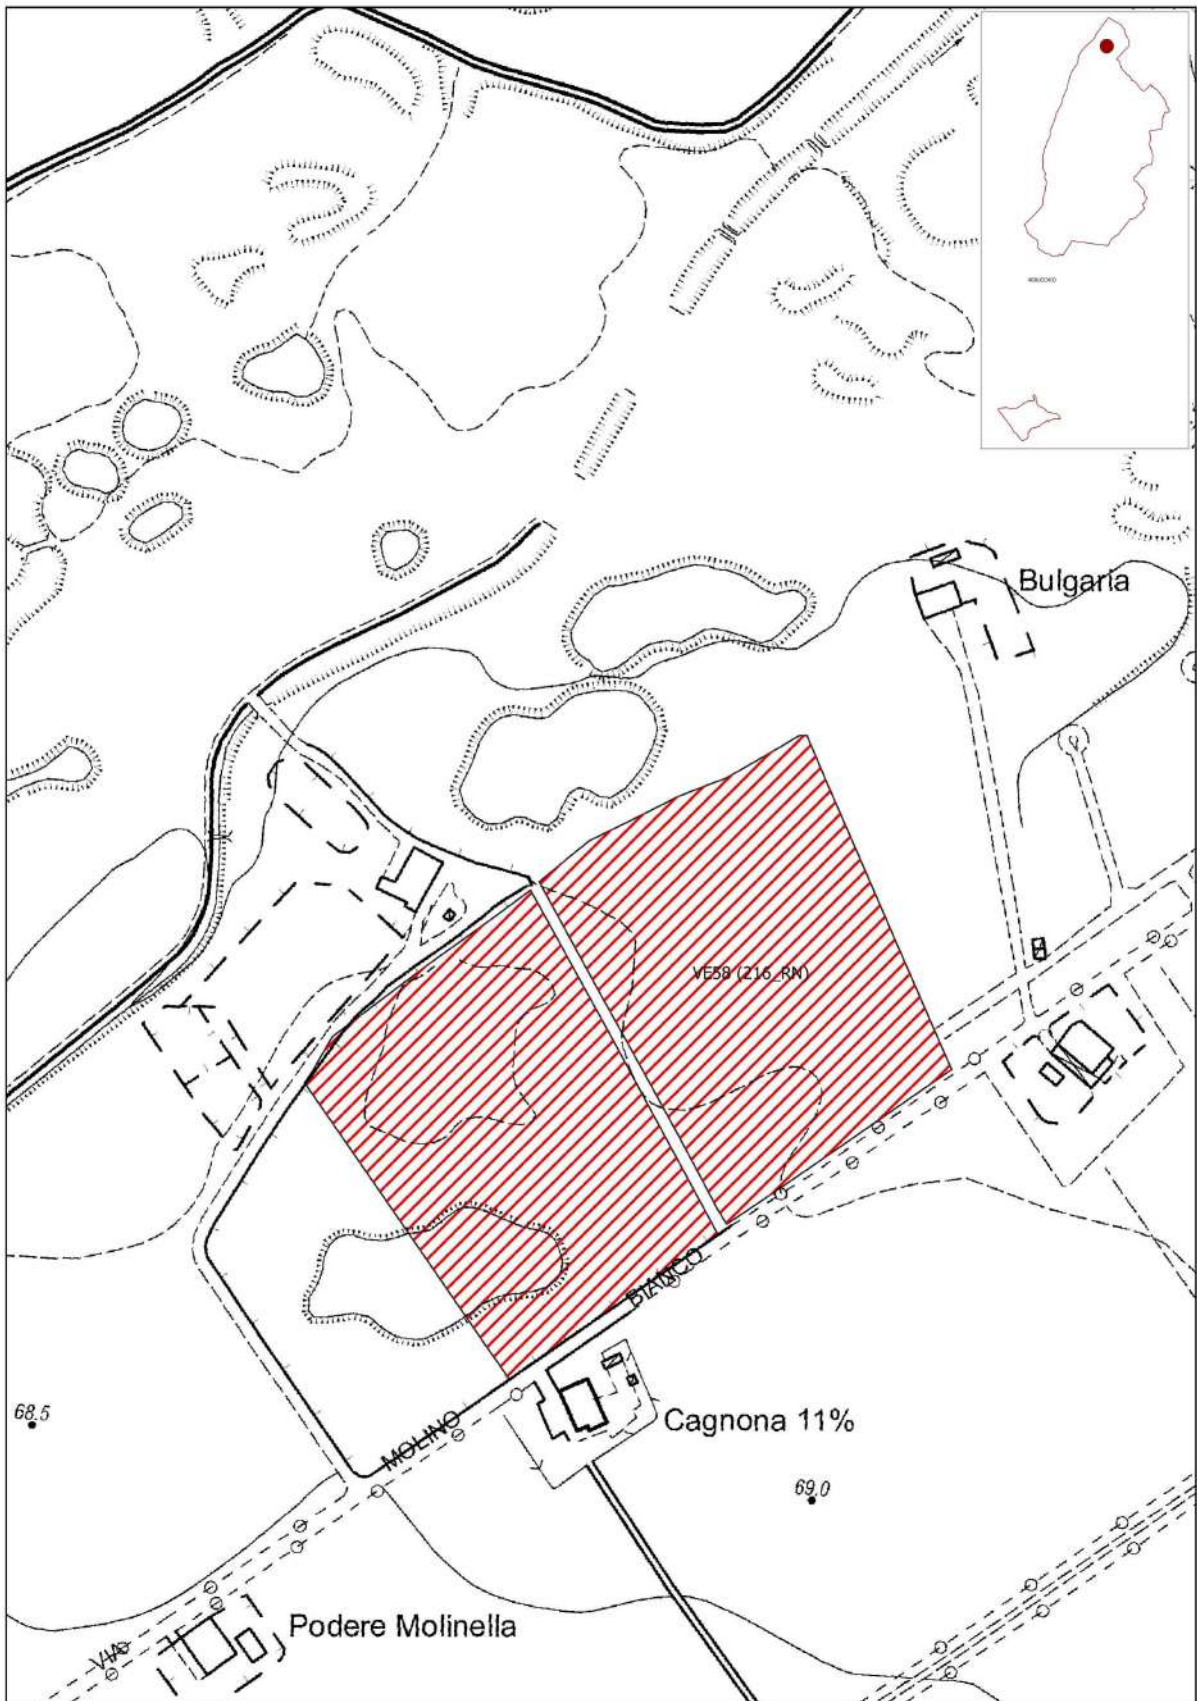 Bulgaria
VE58 (216_RN)
VIA MOLINO BIANCO
Cagnona 11%
68.5
69.0
Podere Molinella